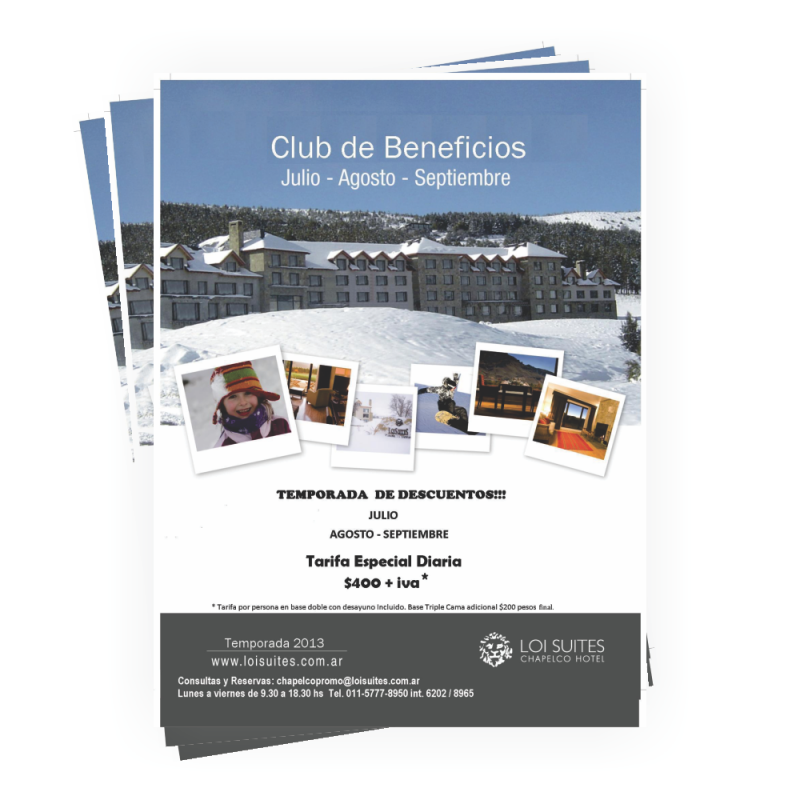 Club de Beneficios
Julio - Agosto - Septiembre
LOI SUITES
TEMPORADA DE DESCUENTOS!!!
JULIO
AGOSTO - SEPTIEMBRE
Tarifa Especial Diaria
$400 + iva*
* Tarifa por persona en base doble con desayuno Incluido. Base Triple Cama adicional $200 pesos final.
Temporada 2013
www.loisuites.com.ar
LOI SUITES
CHAPELCO HOTEL
Consultas y Reservas: chapelcopromo@loisuites.com.ar
Lunes a viernes de 9.30 a 18.30 hs Tel. 011-5777-8950 int. 6202 / 8965